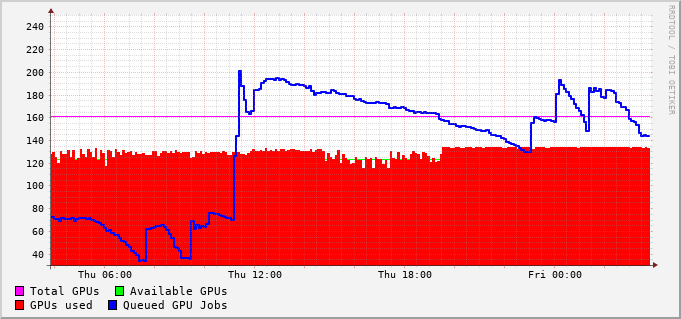 240
220
200
180
160
140
120
100
80
60
40
Thu 06:00 Thu 12:00 Thu 18:00 Fri 00:00
Total GPUs Available GPUs
GPUs used Queued GPU Jobs
RRDTOOL / TOBI OETIKER